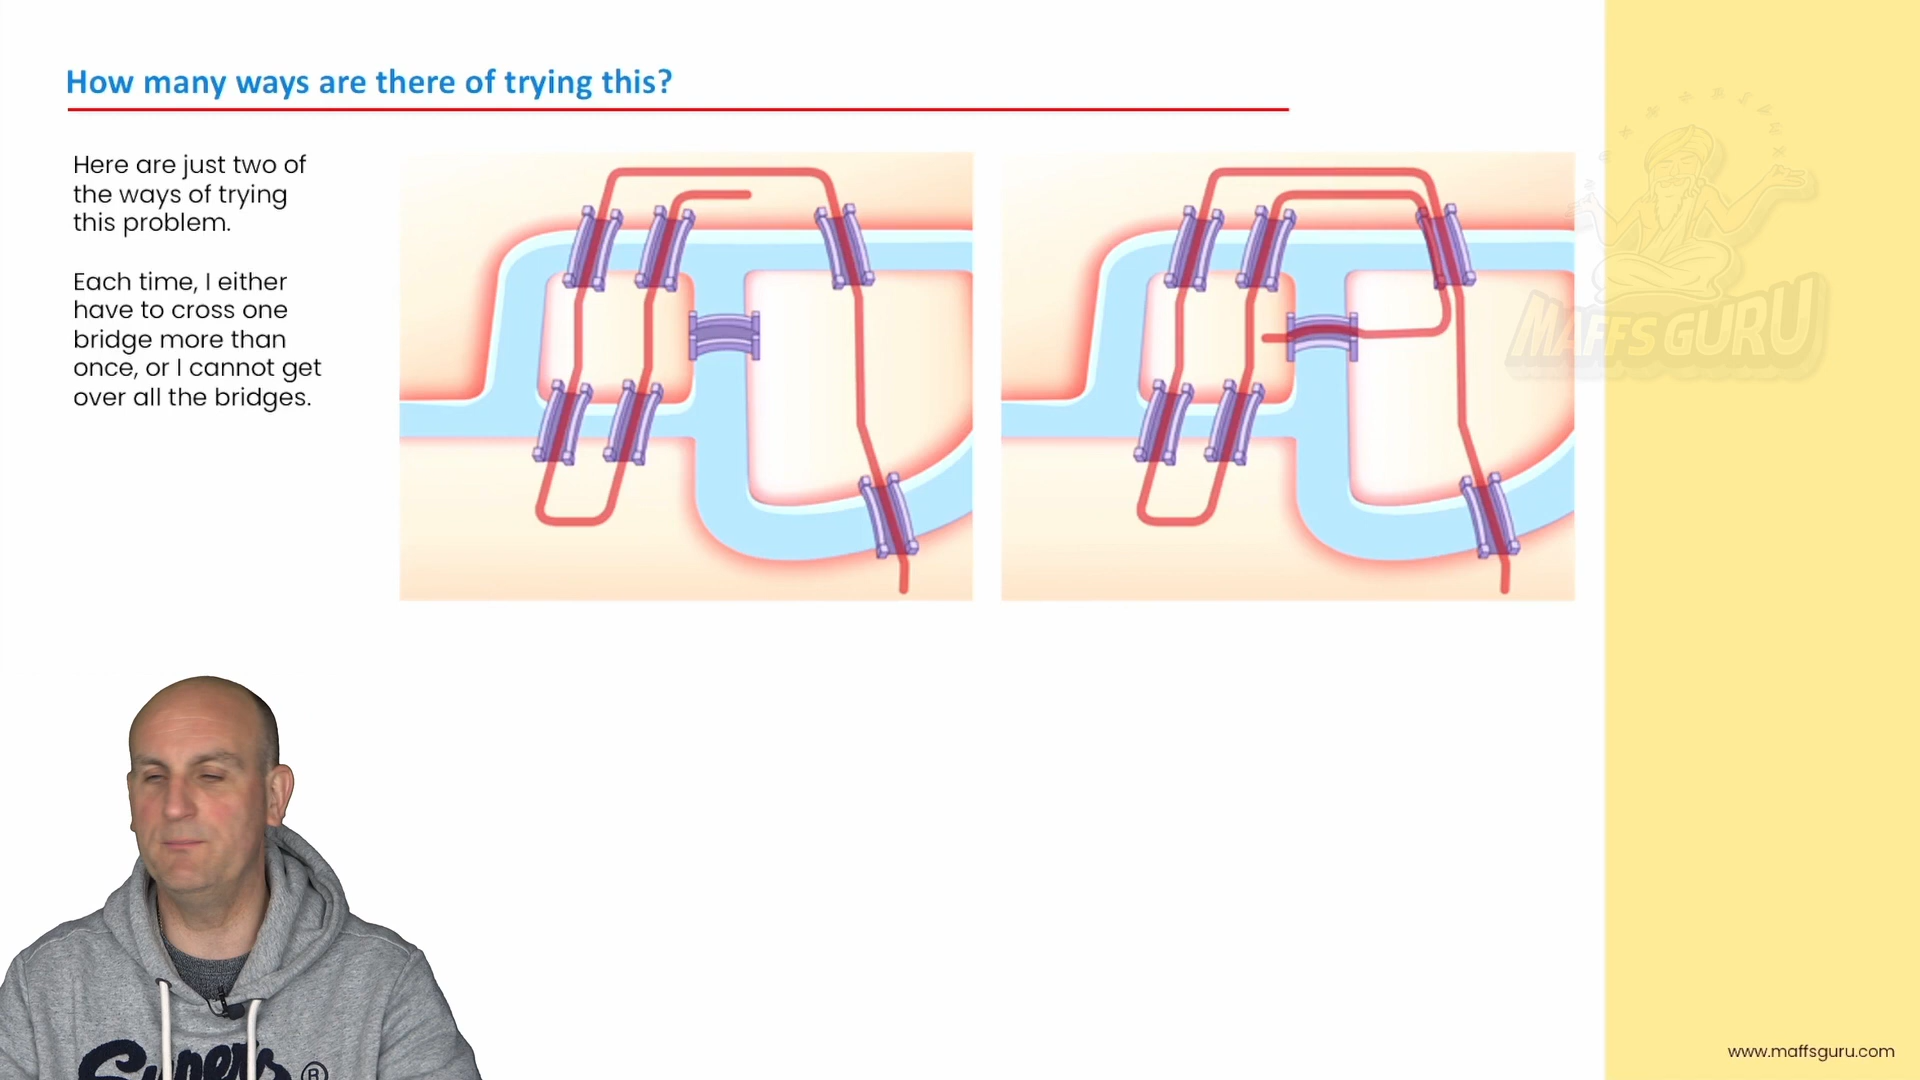 How many ways are there of trying this?
Here are just two of
the ways of trying
this problem.
Each time, I either
have to cross one
bridge more than
once, or I cannot get
over all the bridges.
MAFFS GURU
®
www.maffsguru.com